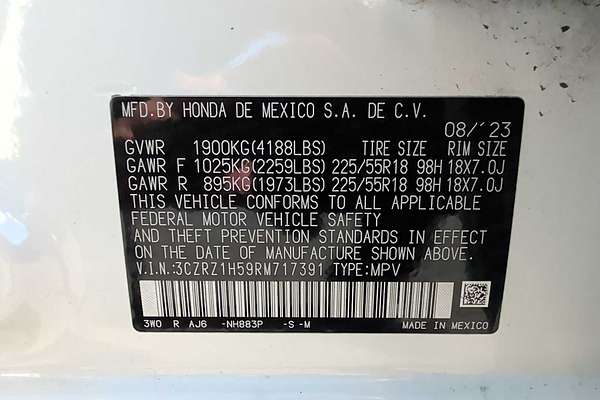 MFD.BY HONDA DE MEXICO S.A. DE C.V.
08/'23
GVWR 1900KG(4188LBS) TIRE SIZE RIM SIZE
GAWR F 1025KG(2259LBS) 225/55R18 98H 18X7.0J
GAWR R 895KG(1973LBS) 225/55R18 98H 18X7.0J
THIS VEHICLE CONFORMS TO ALL APPLICABLE
FEDERAL MOTOR VEHICLE SAFETY
AND THEFT PREVENTION STANDARDS IN EFFECT
ON THE DATE OF MANUFACTURE SHOWN ABOVE.
V.I.N.:3CZRZ1H59RM717391 TYPE:MPV
3W0 R AJ6 -NH883P -S -M MADE IN MEXICO